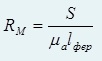 R_M = S / μ_a l_фер